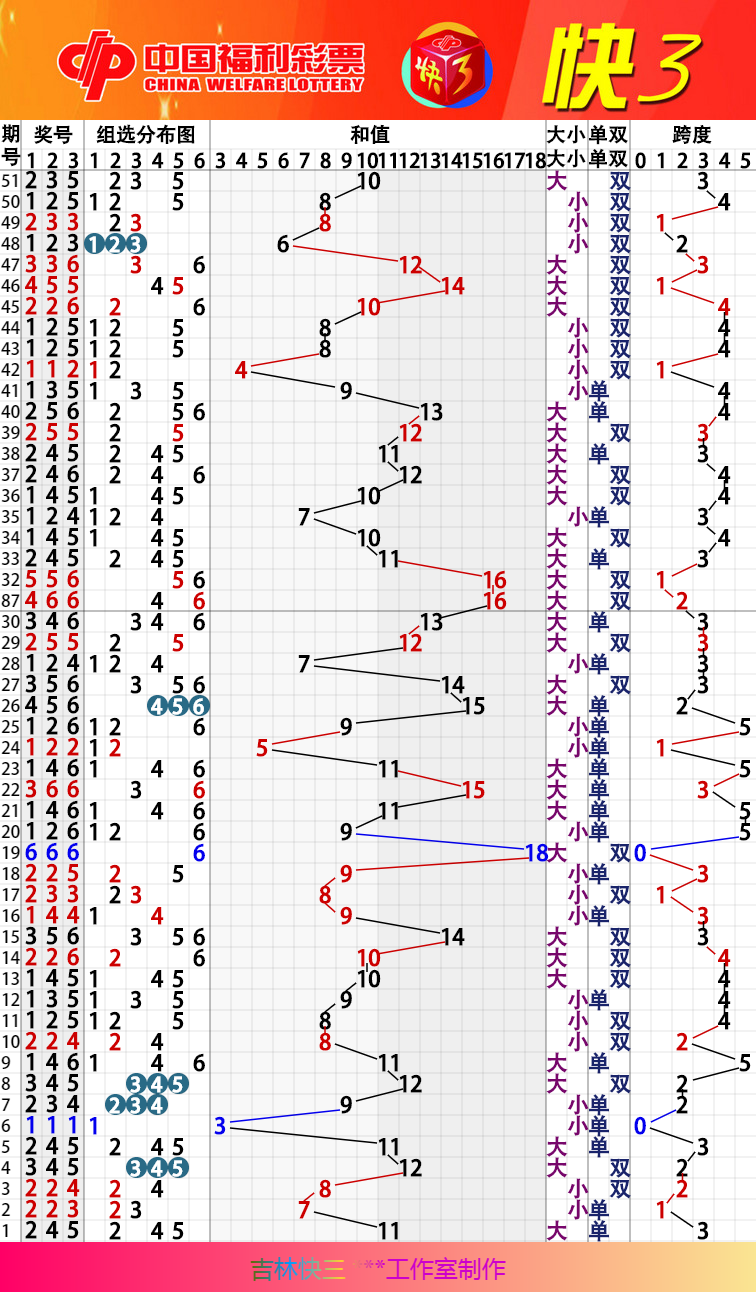 中国福利彩票
CHINA WELFARE LOTTERY
快3
快3
期号 奖号 组选分布图 和值 大小 单双 跨度
1 2 3 1 2 3 4 5 6 3 4 5 6 7 8 9 10 11 12 13 14 15 16 17 18 大小 单双 0 1 2 3 4 5
51 2 3 5 2 3 5 10 大 双 3
50 1 2 5 1 2 5 8 小 双 4
49 2 3 3 2 3 8 小 双 1
48 1 2 3 1 2 3 6 小 双 2
47 3 3 6 3 6 12 大 双 3
46 4 5 5 4 5 14 大 双 1
45 2 2 6 2 6 10 大 双 4
44 1 2 5 1 2 5 8 小 双 4
43 1 2 5 1 2 5 8 小 双 4
42 1 1 2 1 2 4 小 双 1
41 1 3 5 1 3 5 9 小 单 4
40 2 5 6 2 5 6 13 大 单 4
39 2 5 5 2 5 12 大 双 3
38 2 4 5 2 4 5 11 大 单 3
37 2 4 6 2 4 6 12 大 双 4
36 1 4 5 1 4 5 10 大 双 4
35 1 2 4 1 2 4 7 小 单 3
34 1 4 5 1 4 5 10 大 双 4
33 2 4 5 2 4 5 11 大 单 3
32 5 5 6 5 6 16 大 双 1
87 4 6 6 4 6 16 大 双 2
30 3 4 6 3 4 6 13 大 单 3
29 2 5 5 2 5 12 大 双 3
28 1 2 4 1 2 4 7 小 单 3
27 3 5 6 3 5 6 14 大 双 3
26 4 5 6 4 5 6 15 大 单 2
25 1 2 6 1 2 6 9 小 单 5
24 1 2 2 1 2 5 小 单 1
23 1 4 6 1 4 6 11 大 单 5
22 3 6 6 3 6 15 大 单 3
21 1 4 6 1 4 6 11 大 单 5
20 1 2 6 1 2 6 9 小 单 5
19 6 6 6 6 18 大 双 0
18 2 2 5 2 5 9 小 单 3
17 2 3 3 2 3 8 小 双 1
16 1 4 4 1 4 9 小 单 3
15 3 5 6 3 5 6 14 大 双 3
14 2 2 6 2 6 10 大 双 4
13 1 4 5 1 4 5 10 大 双 4
12 1 3 5 1 3 5 9 小 单 4
11 1 2 5 1 2 5 8 小 双 4
10 2 2 4 2 4 8 小 双 2
9 1 4 6 1 4 6 11 大 单 5
8 3 4 5 3 4 5 12 大 双 2
7 2 3 4 2 3 4 9 小 单 2
6 1 1 1 1 3 小 单 0
5 2 4 5 2 4 5 11 大 单 3
4 3 4 5 3 4 5 12 大 双 2
3 2 2 4 2 4 8 小 双 2
2 2 2 3 2 3 7 小 单 1
1 2 4 5 2 4 5 11 大 单 3
吉林快三 ***工作室制作